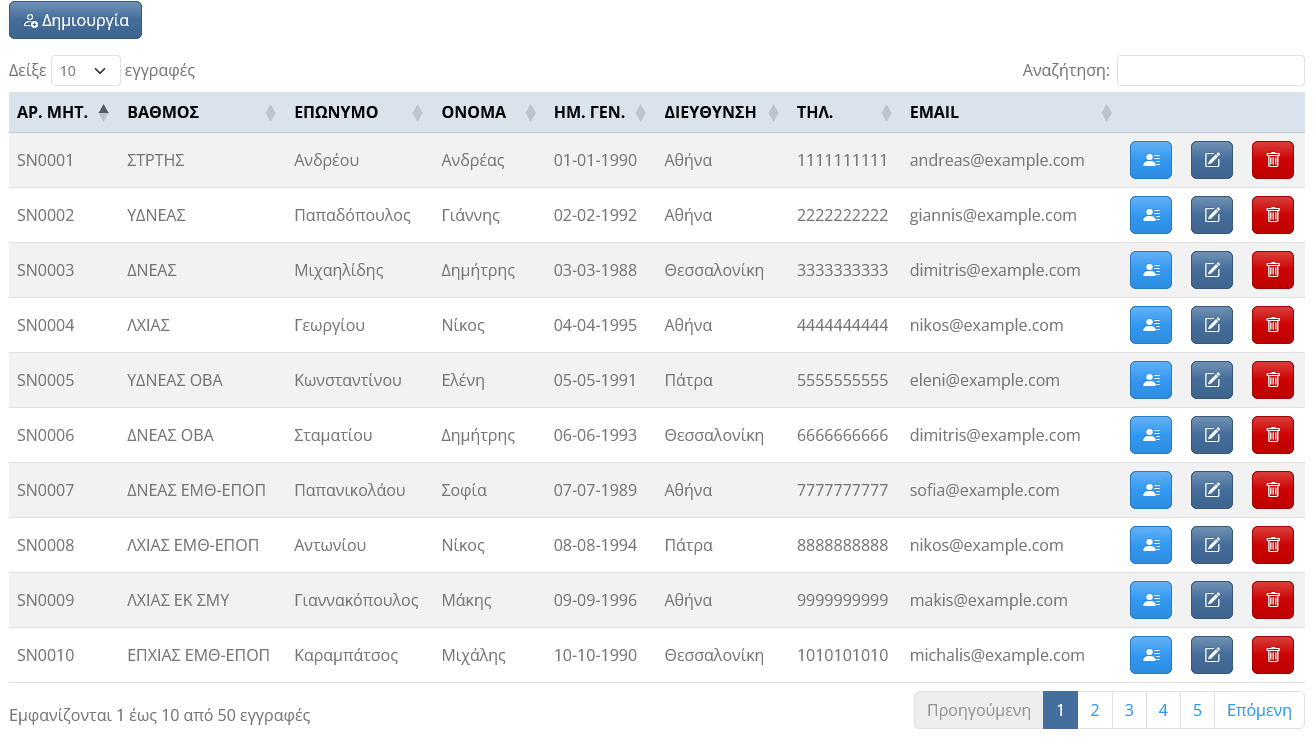 Δημιουργία
Δείξε 10 εγγραφές Αναζήτηση:
ΑΡ. ΜΗΤ. ΒΑΘΜΟΣ ΕΠΩΝΥΜΟ ΟΝΟΜΑ ΗΜ. ΓΕΝ. ΔΙΕΥΘΥΝΣΗ ΤΗΛ. EMAIL
SN0001 ΣΤΡΤΗΣ Ανδρέου Ανδρέας 01-01-1990 Αθήνα 1111111111 andreas@example.com
SN0002 ΥΔΝΕΑΣ Παπαδόπουλος Γιάννης 02-02-1992 Αθήνα 2222222222 giannis@example.com
SN0003 ΔΝΕΑΣ Μιχαηλίδης Δημήτρης 03-03-1988 Θεσσαλονίκη 3333333333 dimitris@example.com
SN0004 ΛΧΙΑΣ Γεωργίου Νίκος 04-04-1995 Αθήνα 4444444444 nikos@example.com
SN0005 ΥΔΝΕΑΣ ΟΒΑ Κωνσταντίνου Ελένη 05-05-1991 Πάτρα 5555555555 eleni@example.com
SN0006 ΔΝΕΑΣ ΟΒΑ Σταματίου Δημήτρης 06-06-1993 Θεσσαλονίκη 6666666666 dimitris@example.com
SN0007 ΔΝΕΑΣ ΕΜΘ-ΕΠΟΠ Παπανικολάου Σοφία 07-07-1989 Αθήνα 7777777777 sofia@example.com
SN0008 ΛΧΙΑΣ ΕΜΘ-ΕΠΟΠ Αντωνίου Νίκος 08-08-1994 Πάτρα 8888888888 nikos@example.com
SN0009 ΛΧΙΑΣ ΕΚ ΣΜΥ Γιαννακόπουλος Μάκης 09-09-1996 Αθήνα 9999999999 makis@example.com
SN0010 ΕΠΧΙΑΣ ΕΜΘ-ΕΠΟΠ Καραμπάτσος Μιχάλης 10-10-1990 Θεσσαλονίκη 1010101010 michalis@example.com
Εμφανίζονται 1 έως 10 από 50 εγγραφές Προηγούμενη 1 2 3 4 5 Επόμενη